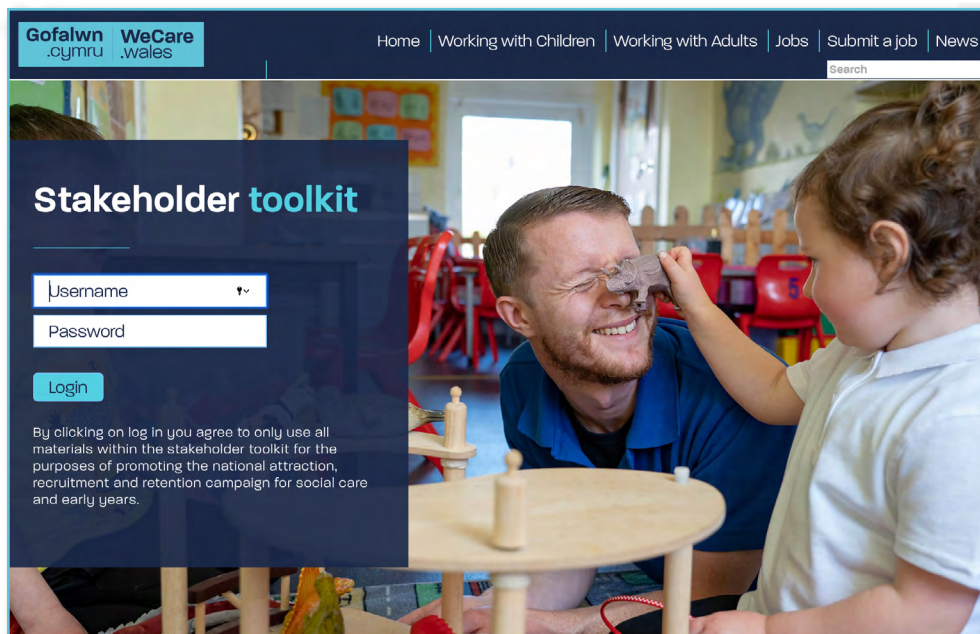 Gofalwn WeCare
.cymru .wales
Home Working with Children Working with Adults Jobs Submit a job News
Search
Stakeholder toolkit
Username
Password
Login
By clicking on log in you agree to only use all
materials within the stakeholder toolkit for the
purposes of promoting the national attraction,
recruitment and retention campaign for social care
and early years.
5